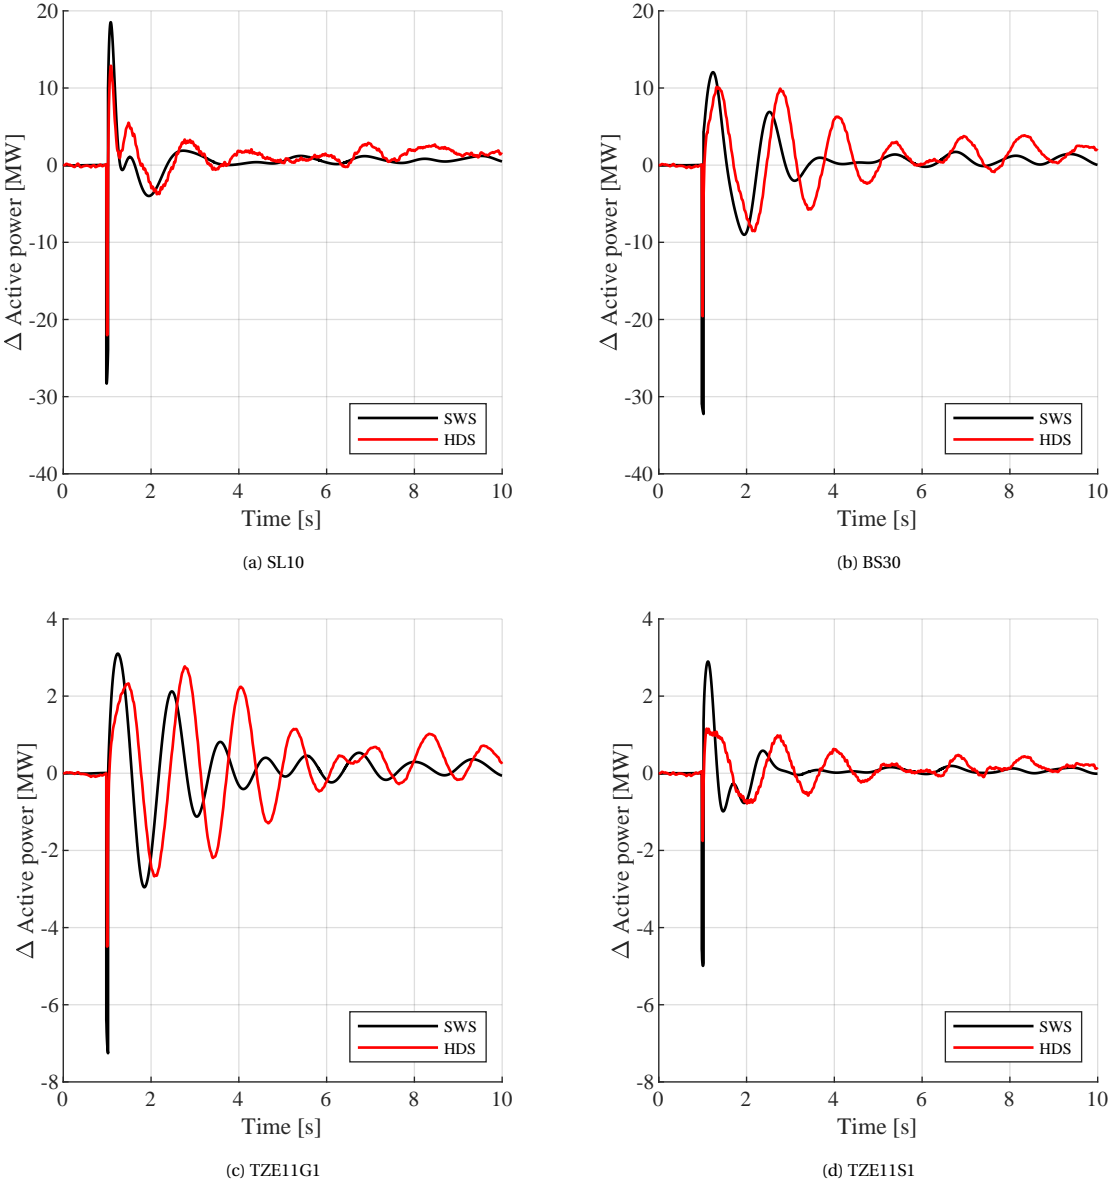 20
10
0
-10
-20
-30
-40
Δ Active power [MW]
SWS
HDS
0 2 4 6 8 10
Time [s]
(a) SL10
20
10
0
-10
-20
-30
-40
Δ Active power [MW]
SWS
HDS
0 2 4 6 8 10
Time [s]
(b) BS30
4
2
0
-2
-4
-6
-8
Δ Active power [MW]
SWS
HDS
0 2 4 6 8 10
Time [s]
(c) TZE11G1
4
2
0
-2
-4
-6
-8
Δ Active power [MW]
SWS
HDS
0 2 4 6 8 10
Time [s]
(d) TZE11S1